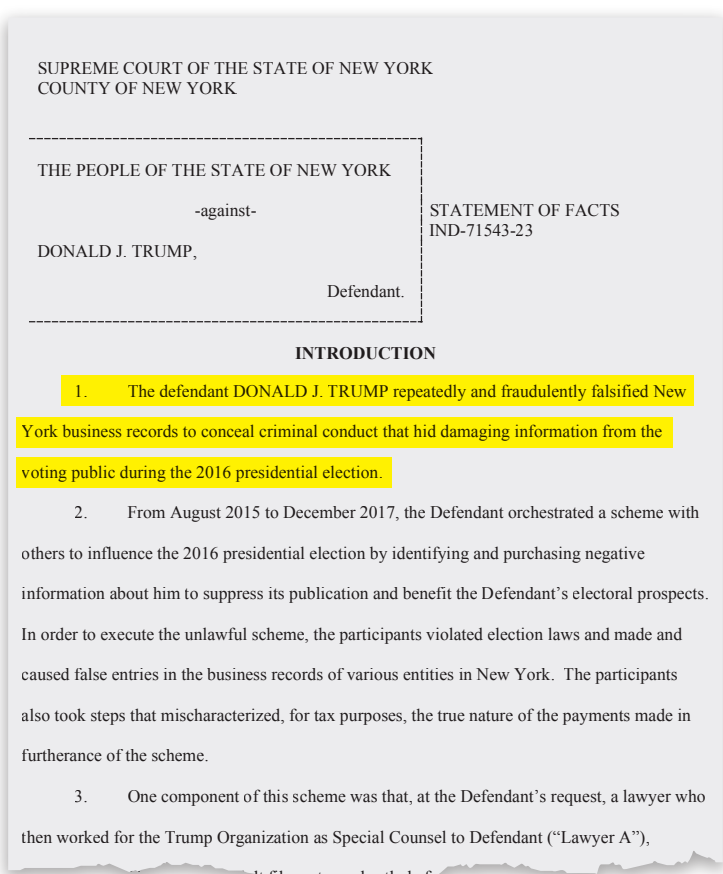 SUPREME COURT OF THE STATE OF NEW YORK
COUNTY OF NEW YORK
THE PEOPLE OF THE STATE OF NEW YORK
-against-
DONALD J. TRUMP,
Defendant.
STATEMENT OF FACTS
IND-71543-23
INTRODUCTION
1. The defendant DONALD J. TRUMP repeatedly and fraudulently falsified New
York business records to conceal criminal conduct that hid damaging information from the
voting public during the 2016 presidential election.
2. From August 2015 to December 2017, the Defendant orchestrated a scheme with
others to influence the 2016 presidential election by identifying and purchasing negative
information about him to suppress its publication and benefit the Defendant’s electoral prospects.
In order to execute the unlawful scheme, the participants violated election laws and made and
caused false entries in the business records of various entities in New York. The participants
also took steps that mischaracterized, for tax purposes, the true nature of the payments made in
furtherance of the scheme.
3. One component of this scheme was that, at the Defendant’s request, a lawyer who
then worked for the Trump Organization as Special Counsel to Defendant (“Lawyer A”),